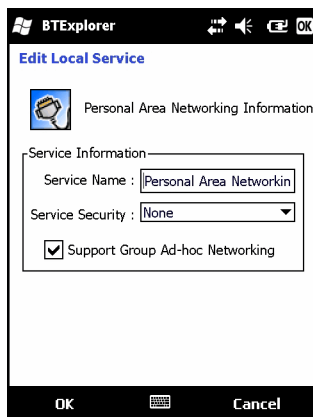 BTExplorer OK
Edit Local Service
Personal Area Networking Information
Service Information
Service Name : Personal Area Networkin
Service Security : None
Support Group Ad-hoc Networking
OK Cancel